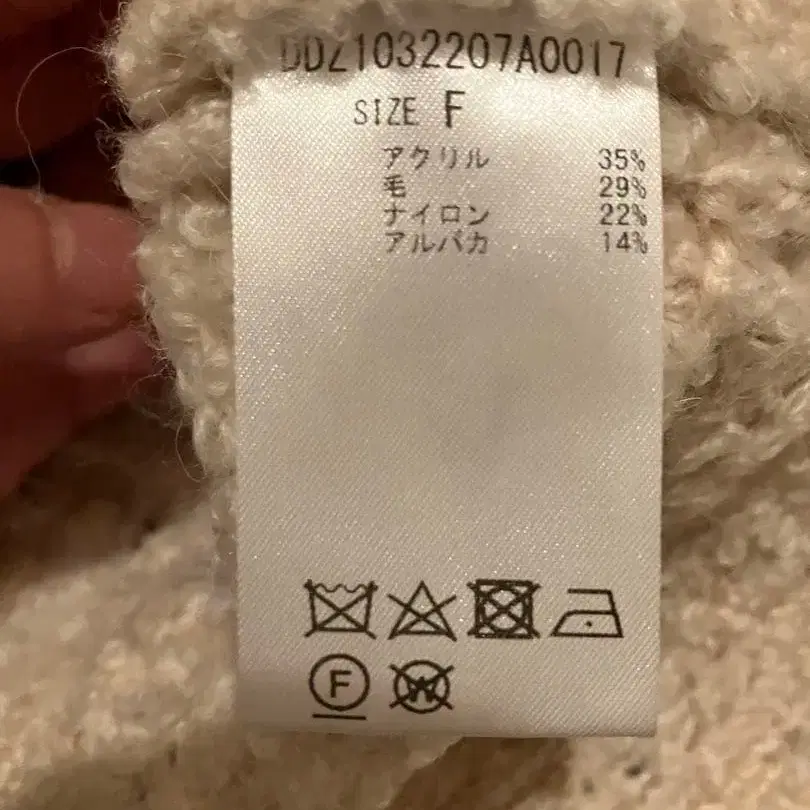 DDZ1032207A0017
SIZE F
アクリル 35%
毛 29%
ナイロン 22%
アルパカ 14%
F W